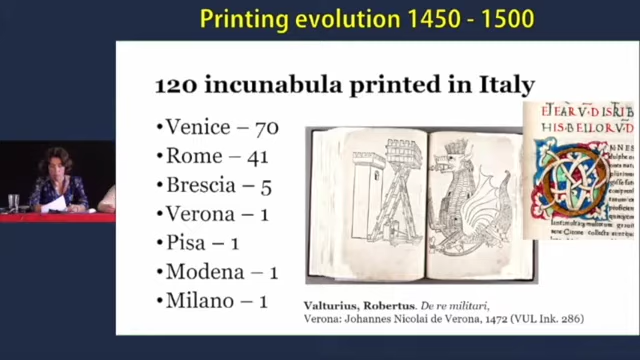 Printing evolution 1450 - 1500
120 incunabula printed in Italy
•Venice – 70
•Rome – 41
•Brescia – 5
•Verona – 1
•Pisa – 1
•Modena – 1
•Milano – 1
Valturius, Robertus. De re militari,
Verona: Johannes Nicolai de Verona, 1472 (VUL Ink. 286)